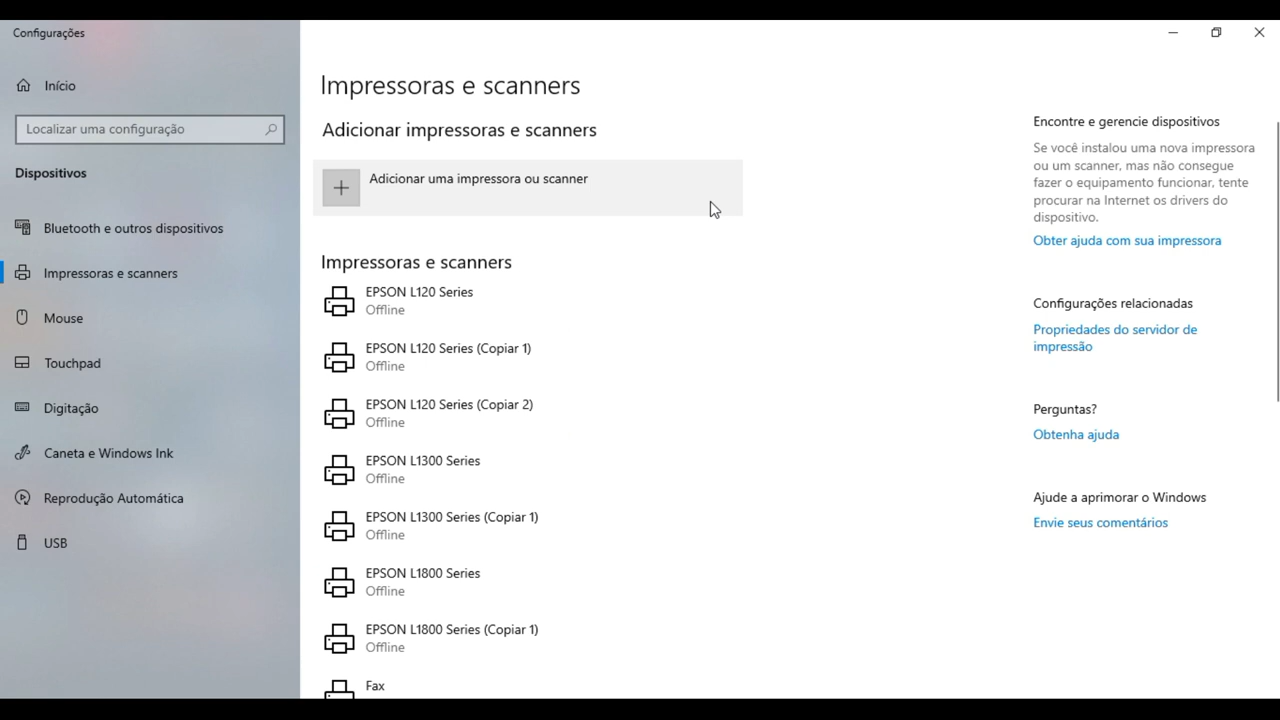 Configurações
Início
Localizar uma configuração
Dispositivos
Bluetooth e outros dispositivos
Impressoras e scanners
Mouse
Touchpad
Digitação
Caneta e Windows Ink
Reprodução Automática
USB
Impressoras e scanners
Adicionar impressoras e scanners
Adicionar uma impressora ou scanner
Impressoras e scanners
EPSON L120 Series
Offline
EPSON L120 Series (Copiar 1)
Offline
EPSON L120 Series (Copiar 2)
Offline
EPSON L1300 Series
Offline
EPSON L1300 Series (Copiar 1)
Offline
EPSON L1800 Series
Offline
EPSON L1800 Series (Copiar 1)
Offline
Fax
Encontre e gerencie dispositivos
Se você instalou uma nova impressora
ou um scanner, mas não consegue
fazer o equipamento funcionar, tente
procurar na Internet os drivers do
dispositivo.
Obter ajuda com sua impressora
Configurações relacionadas
Propriedades do servidor de
impressão
Perguntas?
Obtenha ajuda
Ajude a aprimorar o Windows
Envie seus comentários